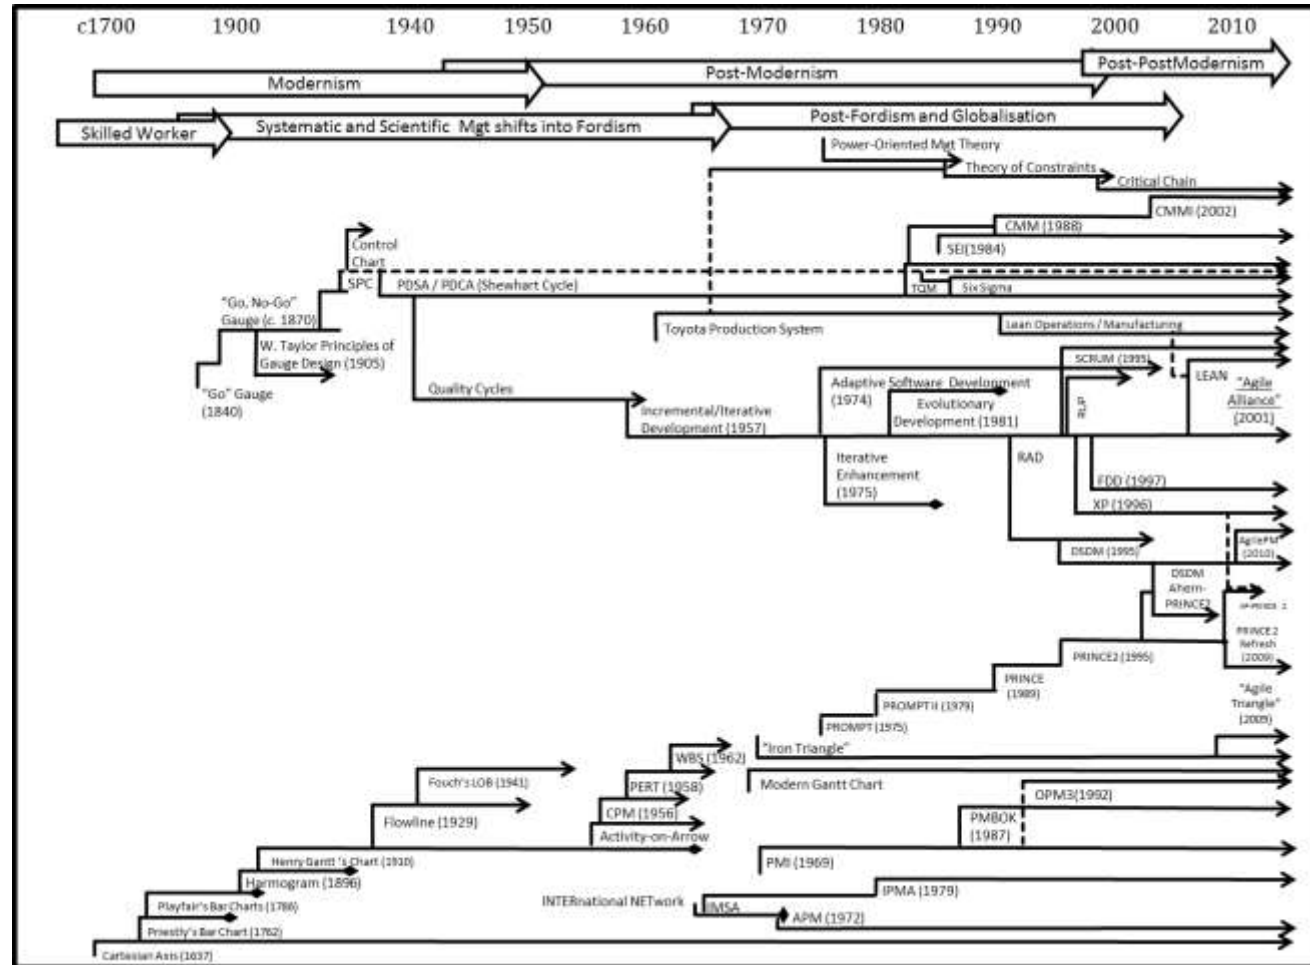 c1700 1900 1940 1950 1960 1970 1980 1990 2000 2010
Modernism
Post-Modernism
Post-PostModernism
Skilled Worker
Systematic and Scientific Mgt shifts into Fordism
Post-Fordism and Globalisation
Power-Oriented Mgt Theory
Theory of Constraints
Critical Chain
CMMI (2002)
CMM (1988)
SEI(1984)
Control
Chart
SPC
PDSA / PDCA (Shewhart Cycle)
TQM
Six Sigma
"Go, No-Go"
Gauge (c. 1870)
W. Taylor Principles of
Gauge Design (1905)
"Go" Gauge
(1840)
Toyota Production System
Lean Operations / Manufacturing
SCRUM (1995)
Quality Cycles
Adaptive Software Development
(1974)
Evolutionary
Development (1981)
RUP
LEAN
"Agile
Alliance"
(2001)
Incremental/Iterative
Development (1957)
Iterative
Enhancement
(1975)
RAD
FDD (1997)
XP (1996)
DSDM (1995)
AgilePM
(2010)
DSDM
Ahern-
PRINCE2
PRINCE2
Refresh
(2009)
PRINCE2 (1995)
PRINCE
(1989)
PROMPT II (1979)
PROMPT (1975)
"Agile
Triangle"
(2009)
"Iron Triangle"
WBS (1962)
Modern Gantt Chart
PERT (1958)
Fouch's LOB (1941)
CPM (1956)
Flowline (1929)
Activity-on-Arrow
OPM3(1992)
PMBOK
(1987)
PMI (1969)
Henry Gantt 's Chart (1910)
Harmogram (1896)
Playfair's Bar Charts (1786)
Priestly's Bar Chart (1762)
Cartesian Axis (1637)
INTERnational NETwork
IMSA
IPMA (1979)
APM (1972)